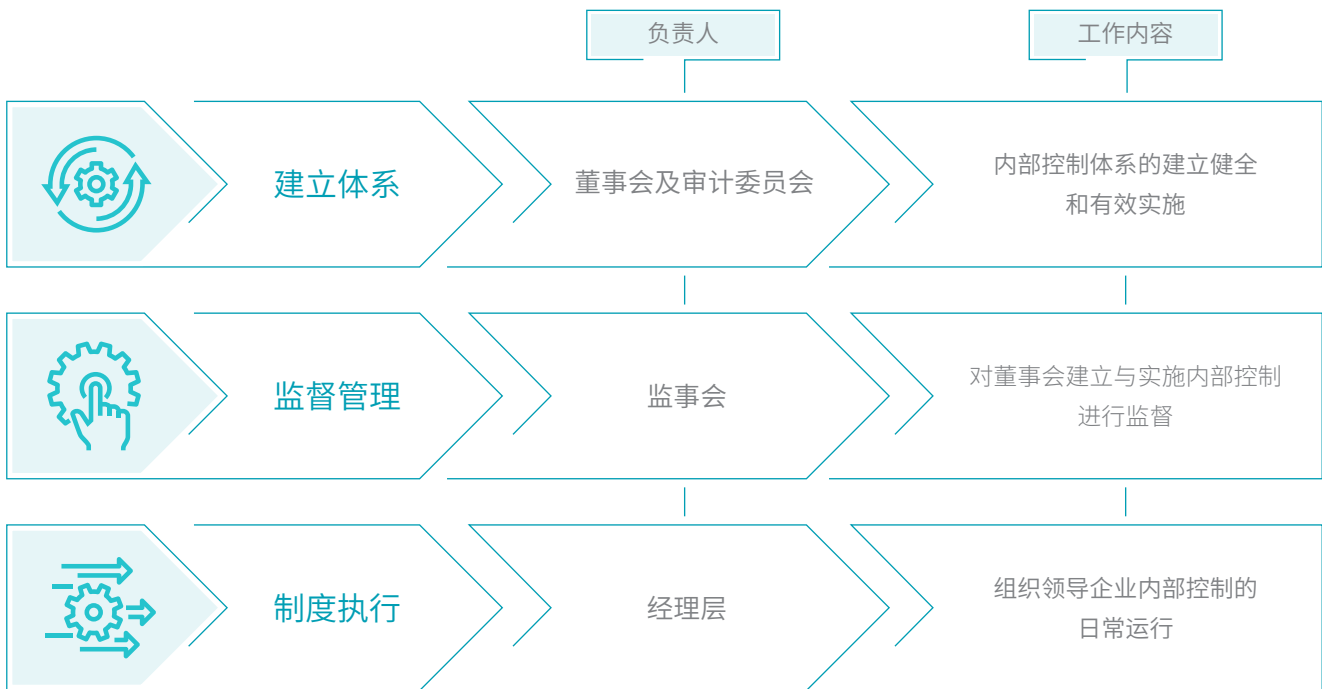 负责人
工作内容
建立体系
董事会及审计委员会
内部控制体系的建立健全
和有效实施
监督管理
监事会
对董事会建立与实施内部控制
进行监督
制度执行
经理层
组织领导企业内部控制的
日常运行